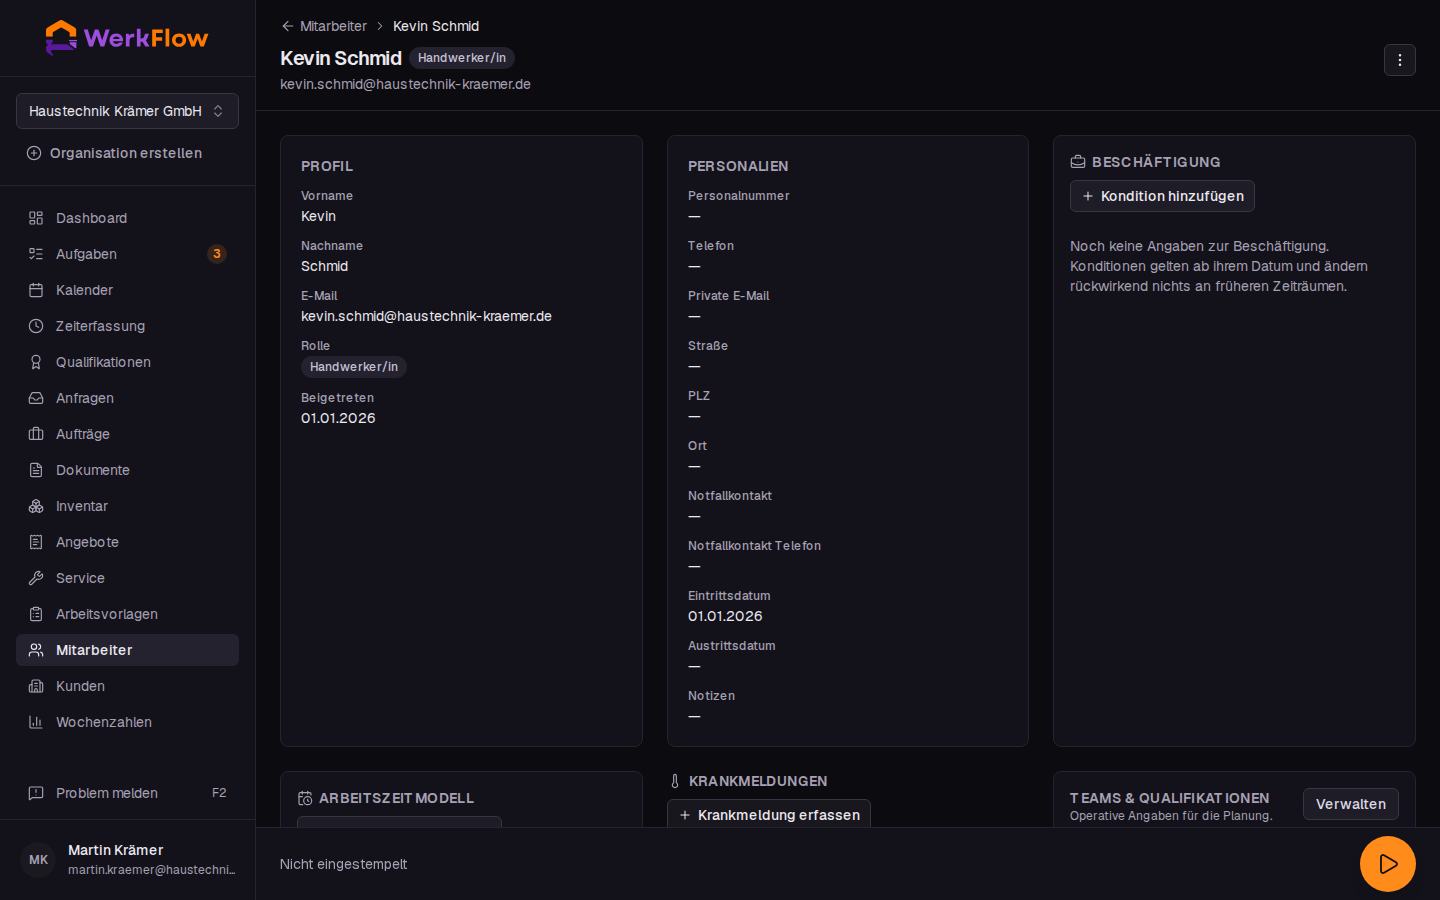 WerkFlow
Haustechnik Krämer GmbH
Organisation erstellen
Dashboard
Aufgaben
3
Kalender
Zeiterfassung
Qualifikationen
Anfragen
Aufträge
Dokumente
Inventar
Angebote
Service
Arbeitsvorlagen
Mitarbeiter
Kunden
Wochenzahlen
Problem melden
F2
MK
Martin Krämer
martin.kraemer@haustechni...
Mitarbeiter
Kevin Schmid
Kevin Schmid
Handwerker/in
kevin.schmid@haustechnik-kraemer.de
PROFIL
Vorname
Kevin
Nachname
Schmid
E-Mail
kevin.schmid@haustechnik-kraemer.de
Rolle
Handwerker/in
Beigetreten
01.01.2026
PERSONALIEN
Personalnummer
—
Telefon
—
Private E-Mail
—
Straße
—
PLZ
—
Ort
—
Notfallkontakt
—
Notfallkontakt Telefon
—
Eintrittsdatum
01.01.2026
Austrittsdatum
—
Notizen
—
BESCHÄFTIGUNG
Kondition hinzufügen
Noch keine Angaben zur Beschäftigung.
Konditionen gelten ab ihrem Datum und ändern
rückwirkend nichts an früheren Zeiträumen.
ARBEITSZEITMODELL
KRANKMELDUNGEN
Krankmeldung erfassen
TEAMS & QUALIFIKATIONEN
Operative Angaben für die Planung.
Verwalten
Nicht eingestempelt